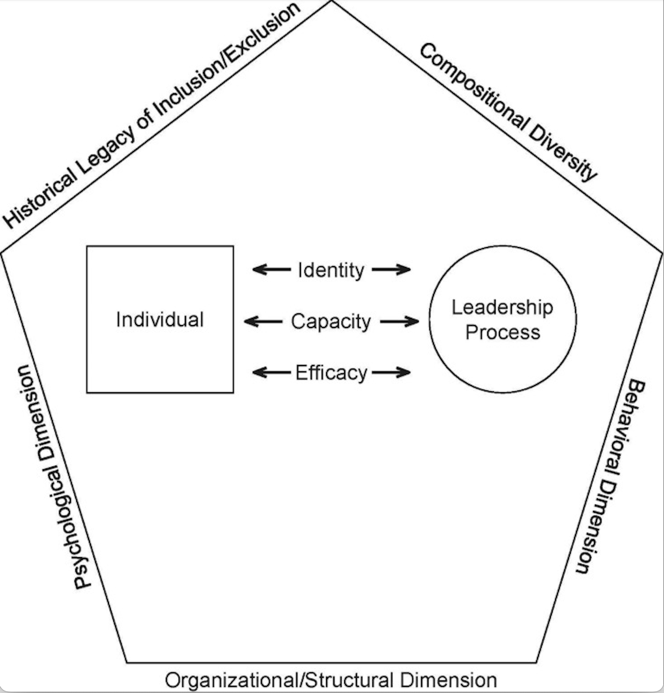 Historical Legacy of Inclusion/Exclusion
Compositional Diversity
Individual
Identity
Capacity
Efficacy
Leadership
Process
Psychological Dimension
Behavioral Dimension
Organizational/Structural Dimension